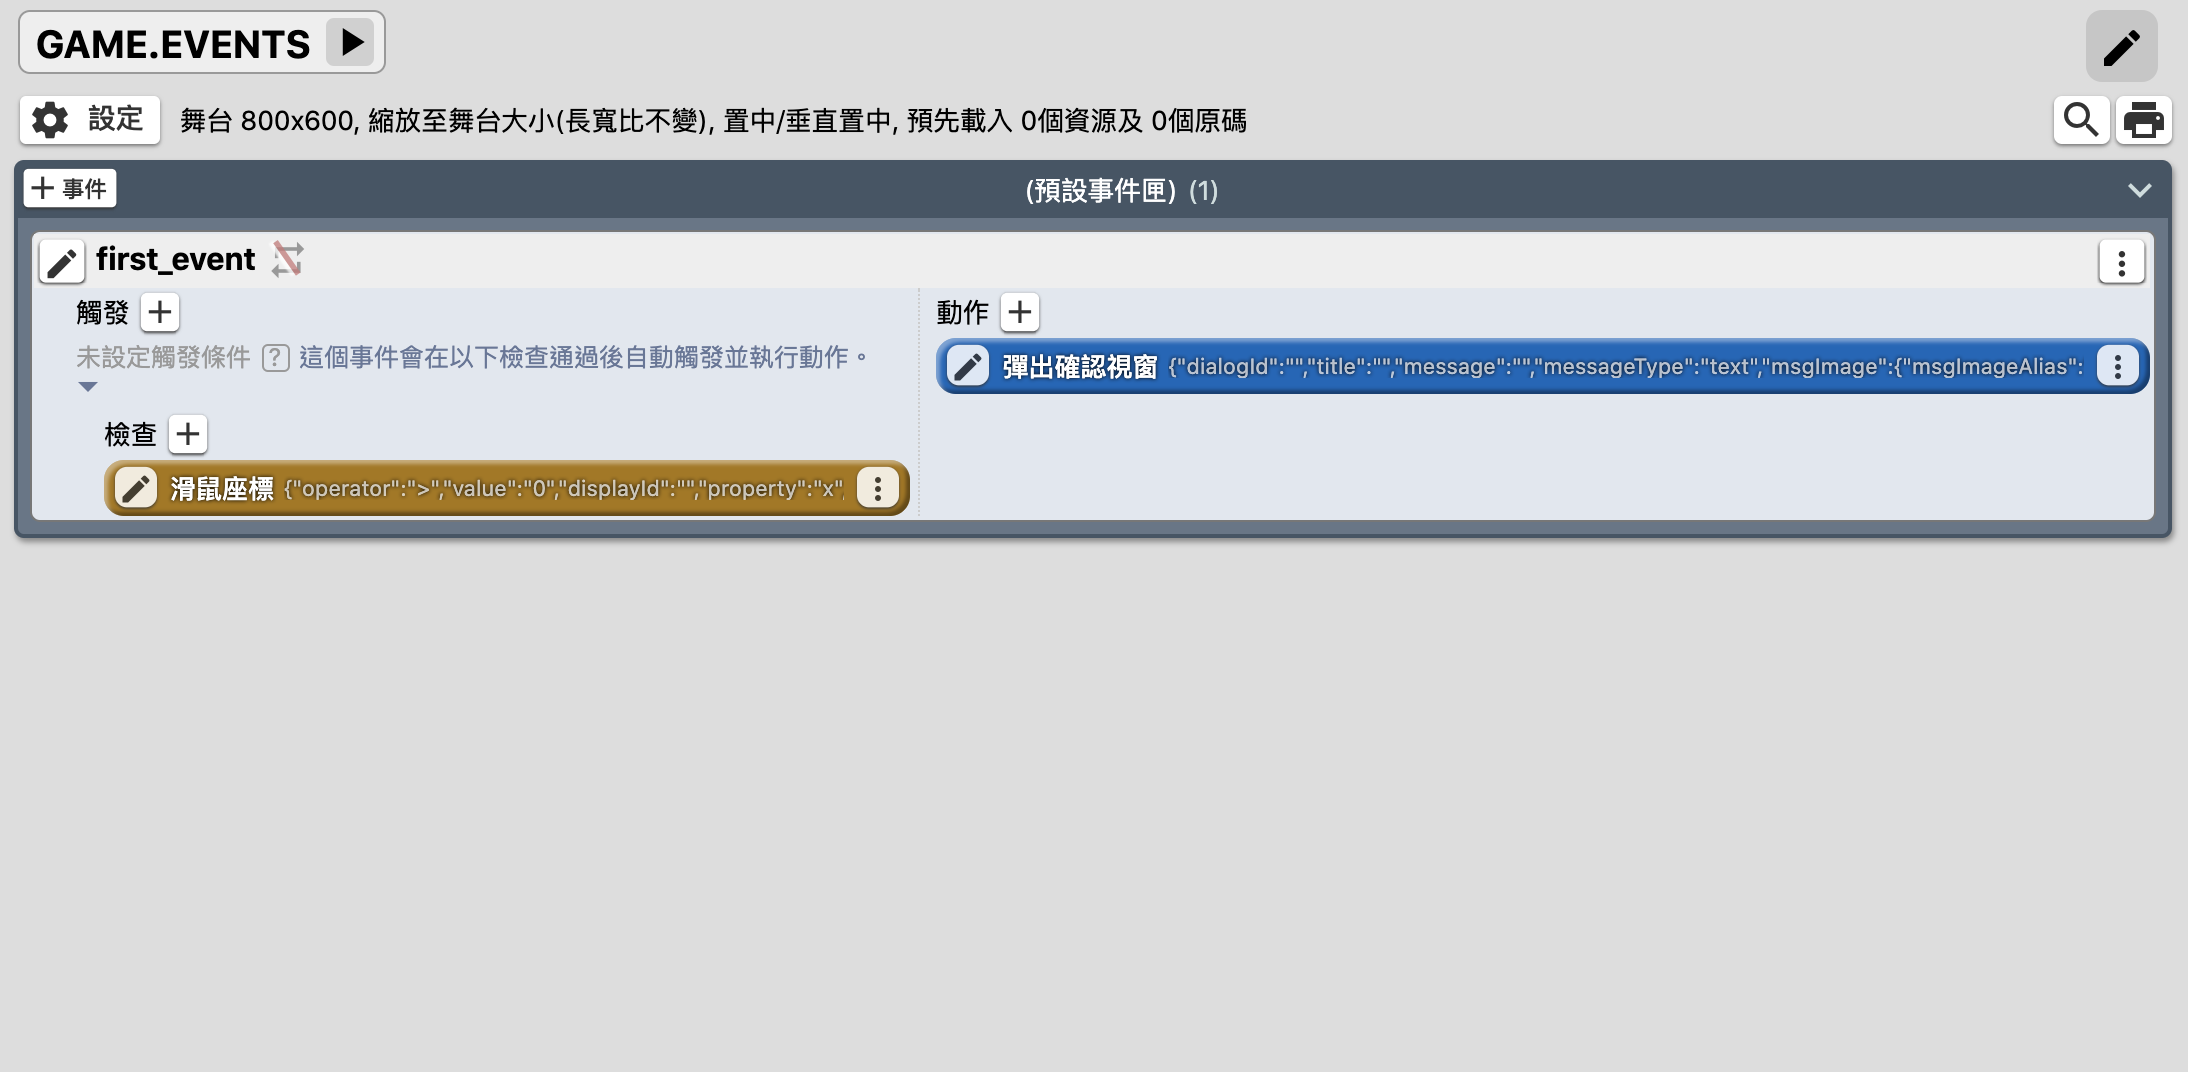 GAME.EVENTS
設定
舞台 800x600, 縮放至舞台大小(長寬比不變), 置中/垂直置中, 預先載入 0個資源及 0個原碼
事件
(預設事件匣) (1)
first_event
觸發
未設定觸發條件 ? 這個事件會在以下檢查通過後自動觸發並執行動作。
檢查
滑鼠座標 {"operator":">","value":"0","displayId":"","property":"x",
動作
彈出確認視窗 {"dialogId":"","title":"","message":"","messageType":"text","msgImage":{"msgImageAlias":